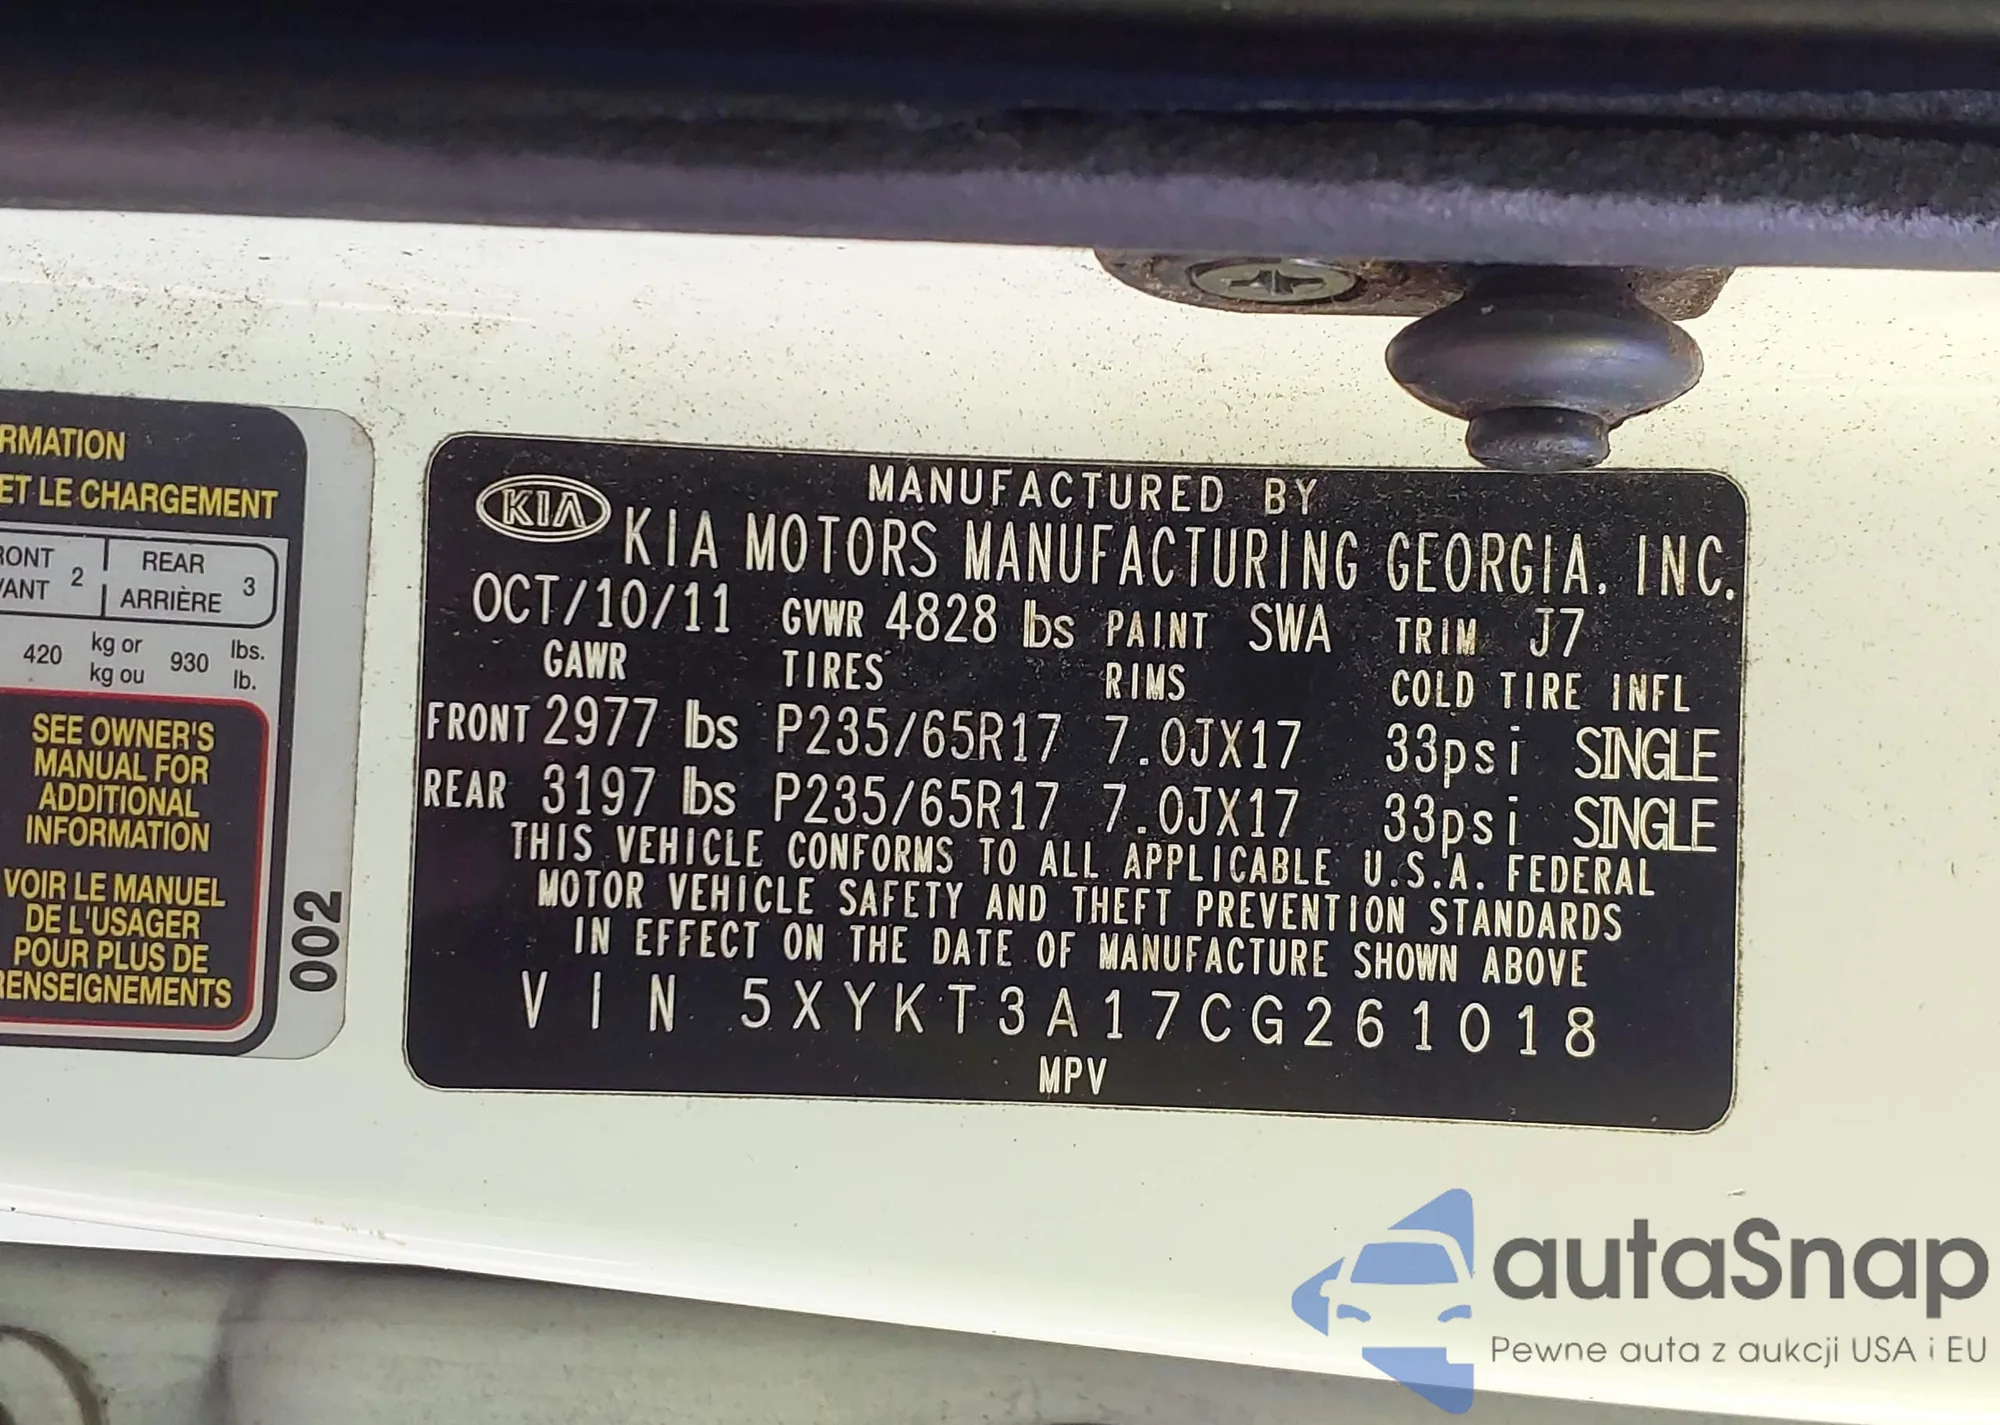 RMATION
ET LE CHARGEMENT
RONT
VANT 2
REAR
ARRIÈRE 3
420 kg or
kg ou 930 lbs.
lb.
SEE OWNER'S
MANUAL FOR
ADDITIONAL
INFORMATION
VOIR LE MANUEL
DE L'USAGER
POUR PLUS DE
RENSEIGNEMENTS
002
MANUFACTURED BY
KIA KIA MOTORS MANUFACTURING GEORGIA, INC.
OCT/10/11 GVWR 4828 lbs PAINT SWA TRIM J7
GAWR TIRES RIMS COLD TIRE INFL
FRONT 2977 lbs P235/65R17 7.0JX17 33psi SINGLE
REAR 3197 lbs P235/65R17 7.0JX17 33psi SINGLE
THIS VEHICLE CONFORMS TO ALL APPLICABLE U.S.A. FEDERAL
MOTOR VEHICLE SAFETY AND THEFT PREVENTION STANDARDS
IN EFFECT ON THE DATE OF MANUFACTURE SHOWN ABOVE
VIN 5XYKT3A17CG261018
MPV
autaSnap
Pewne auta z aukcji USA i EU